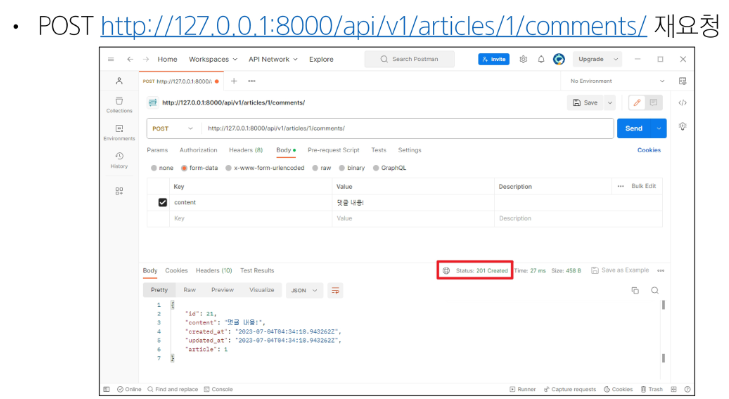 • POST http://127.0.0.1:8000/api/v1/articles/1/comments/ 재요청
Home Workspaces API Network Explore Search Postman Invite Upgrade
POST http://127.0.0.1:8000/a No Environment
http://127.0.0.1:8000/api/v1/articles/1/comments/ Save
Collections
POST http://127.0.0.1:8000/api/v1/articles/1/comments/ Send
Environments
Params Authorization Headers (8) Body Pre-request Script Tests Settings Cookies
History
none form-data x-www-form-urlencoded raw binary GraphQL
Key Value Description Bulk Edit
content 댓글 내용!
Key Value Description
Body Cookies Headers (10) Test Results Status: 201 Created Time: 27 ms Size: 458 B Save as Example
Pretty Raw Preview Visualize JSON
1 {
2 "id": 21,
3 "content": "댓글 내용!",
4 "created_at": "2023-07-04T04:34:10.943262Z",
5 "updated_at": "2023-07-04T04:34:10.943262Z",
6 "article": 1
7 }
Online Find and replace Console Runner Capture requests Cookies Trash